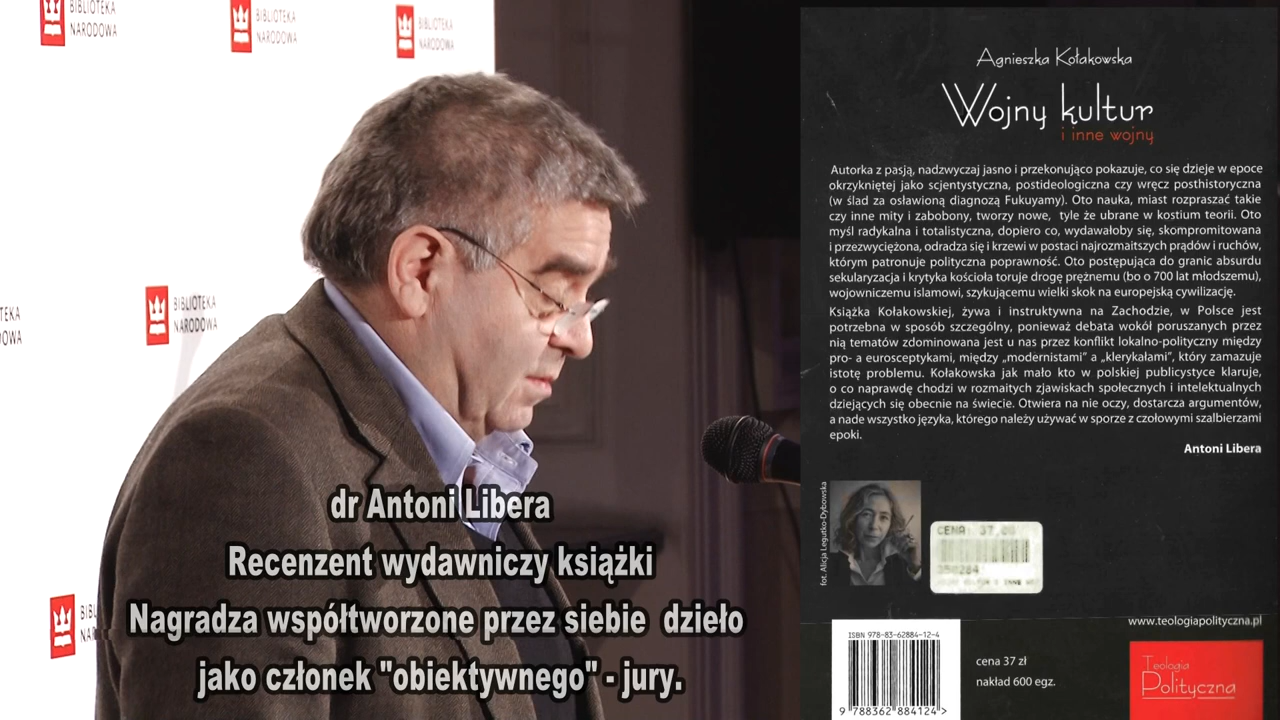 BIBLIOTEKA
NARODOWA
BIBLIOTEKA
NARODOWA
BIBLIOTEKA
NARODOWA
BIBLIOTEKA
NARODOWA
TEKA
OWA
BIBL
NA
dr Antoni Libera
Recenzent wydawniczy książki
Nagradza współtworzone przez siebie dzieło
jako członek "obiektywnego" - jury.
Agnieszka Kołakowska
Wojny kultur
i inne wojny
Autorka z pasją, nadzwyczaj jasno i przekonująco pokazuje, co się dzieje w epoce
okrzykniętej jako scjentystyczna, postideologiczna czy wręcz posthistoryczna
(w ślad za osławioną diagnozą Fukuyamy). Oto nauka, miast rozpraszać takie
czy inne mity i zabobony, tworzy nowe, tyle że ubrane w kostium teorii. Oto
myśl radykalna i totalistyczna, dopiero co, wydawałoby się, skompromitowana
i przezwyciężona, odradza się i krzewi w postaci najrozmaitszych prądów i ruchów,
którym patronuje polityczna poprawność. Oto postępująca do granic absurdu
sekularyzacja i krytyka kościoła toruje drogę prężnemu (bo o 700 lat młodszemu),
wojowniczemu islamowi, szykującemu wielki skok na europejską cywilizację.
Książka Kołakowskiej, żywa i instruktywna na Zachodzie, w Polsce jest
potrzebna w sposób szczególny, ponieważ debata wokół poruszanych przez
nią tematów zdominowana jest u nas przez konflikt lokalno-polityczny między
pro- a eurosceptykami, między „modernistami” a „klerykałami”, który zamazuje
istotę problemu. Kołakowska jak mało kto w polskiej publicystyce klaruje,
o co naprawdę chodzi w rozmaitych zjawiskach społecznych i intelektualnych
dziejących się obecnie na świecie. Otwiera na nie oczy, dostarcza argumentów,
a nade wszystko języka, którego należy używać w sporze z czołowymi szalbierzami
epoki.
Antoni Libera
fot. Alicja Legutko-Dybowska
CENA: 37,00
www.teologiapolityczna.pl
ISBN 978-83-62884-12-4
9 788362 884124 >
cena 37 zł
nakład 600 egz.
Teologia
Polityczna